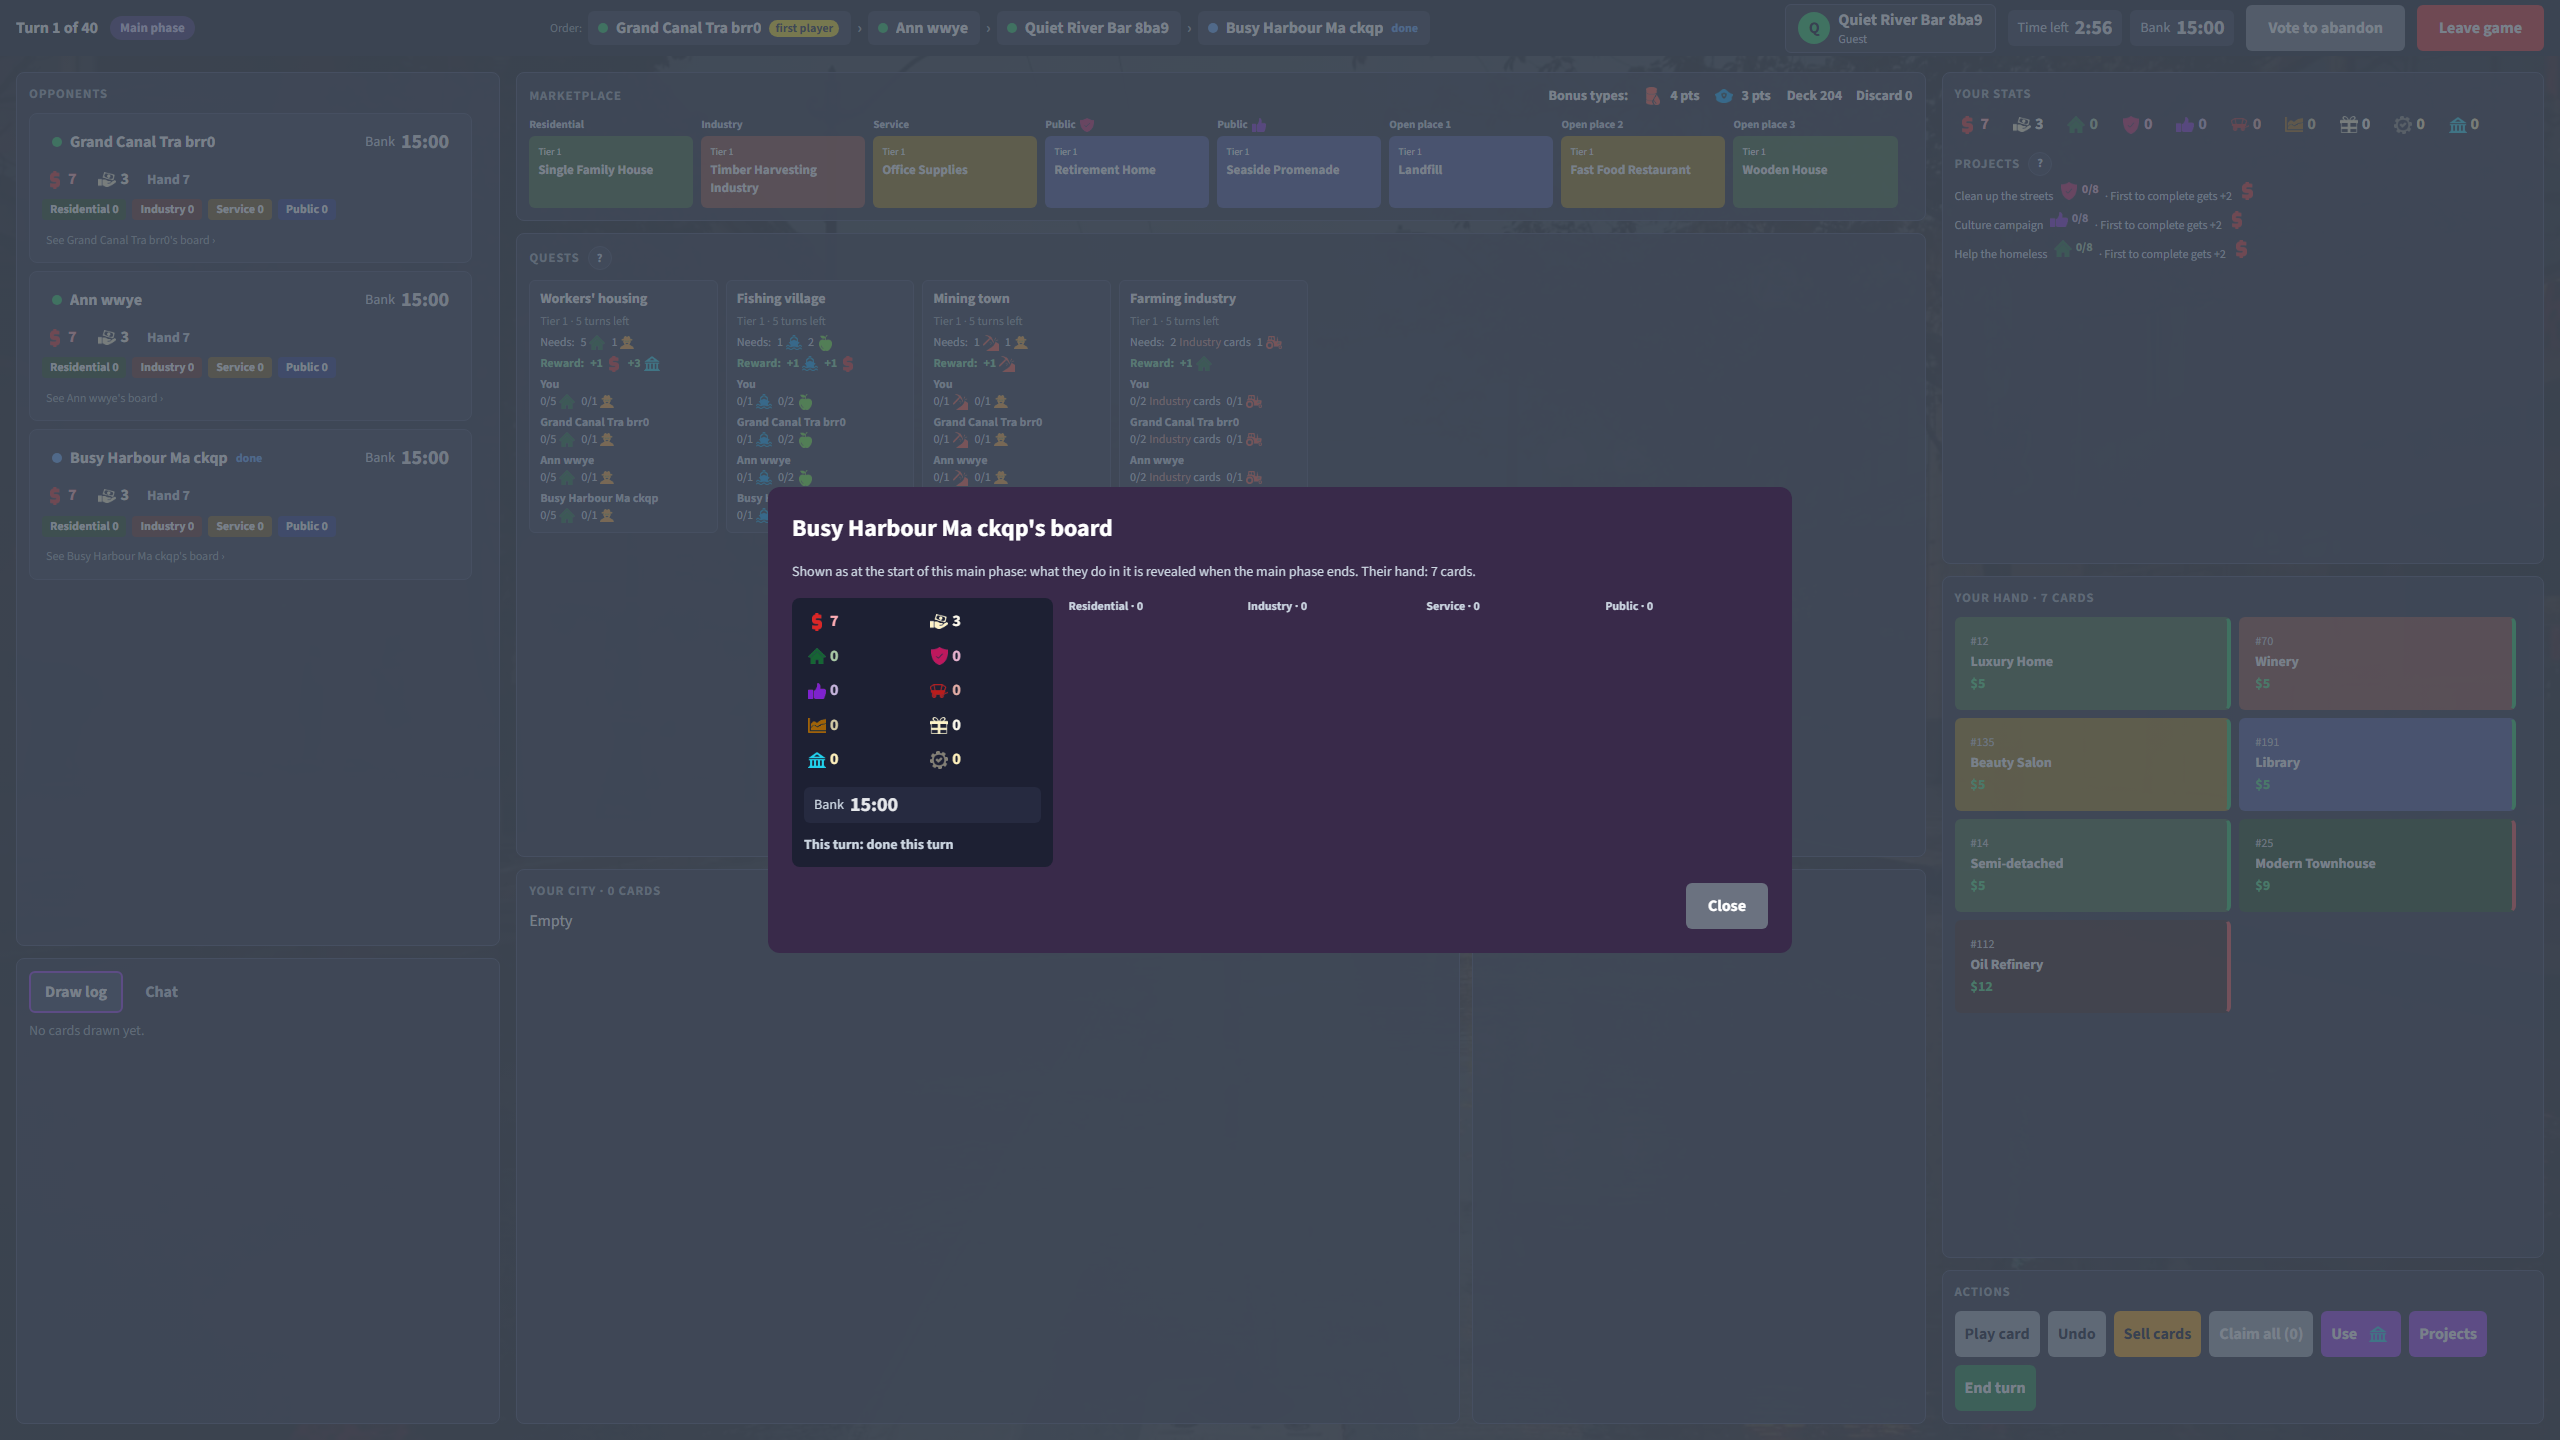 Turn 1 of 40 Main phase
Order: Grand Canal Tra brr0 first player › Ann wwye › Quiet River Bar 8ba9 › Busy Harbour Ma ckqp done
Q Quiet River Bar 8ba9
Guest
Time left 2:56 Bank 15:00 Vote to abandon Leave game
OPPONENTS
Grand Canal Tra brr0 Bank 15:00
7 3 Hand 7
Residential 0 Industry 0 Service 0 Public 0
See Grand Canal Tra brr0's board ›
Ann wwye Bank 15:00
7 3 Hand 7
Residential 0 Industry 0 Service 0 Public 0
See Ann wwye's board ›
Busy Harbour Ma ckqp done Bank 15:00
7 3 Hand 7
Residential 0 Industry 0 Service 0 Public 0
See Busy Harbour Ma ckqp's board ›
Draw log Chat
No cards drawn yet.
MARKETPLACE Bonus types: 4 pts 3 pts Deck 204 Discard 0
Residential Industry Service Public Public Open place 1 Open place 2 Open place 3
Tier 1 Tier 1 Tier 1 Tier 1 Tier 1 Tier 1 Tier 1 Tier 1
Single Family House Timber Harvesting Office Supplies Retirement Home Seaside Promenade Landfill Fast Food Restaurant Wooden House
Industry
QUESTS ?
Workers' housing
Tier 1 · 5 turns left
Needs: 5 1
Reward: +1 +3
You
0/5 0/1
Grand Canal Tra brr0
0/5 0/1
Ann wwye
0/5 0/1
Busy Harbour Ma ckqp
0/5 0/1
Fishing village
Tier 1 · 5 turns left
Needs: 1 2
Reward: +1 +1
You
0/1 0/2
Grand Canal Tra brr0
0/1 0/2
Ann wwye
0/1 0/2
Busy
0/1
Mining town
Tier 1 · 5 turns left
Needs: 1 1
Reward: +1
You
0/1 0/1
Grand Canal Tra brr0
0/1 0/1
Ann wwye
0/1 0/1
Farming industry
Tier 1 · 5 turns left
Needs: 2 Industry cards 1
Reward: +1
You
0/2 Industry cards 0/1
Grand Canal Tra brr0
0/2 Industry cards 0/1
Ann wwye
0/2 Industry cards 0/1
Busy Harbour Ma ckqp's board
Shown as at the start of this main phase: what they do in it is revealed when the main phase ends. Their hand: 7 cards.
7 3
0 0
0 0
0 0
0 0
Bank 15:00
This turn: done this turn
Residential · 0 Industry · 0 Service · 0 Public · 0
Close
YOUR CITY · 0 CARDS
Empty
YOUR STATS
7 3 0 0 0 0 0 0 0 0
PROJECTS ?
Clean up the streets 0/8 · First to complete gets +2
Culture campaign 0/8 · First to complete gets +2
Help the homeless 0/8 · First to complete gets +2
YOUR HAND · 7 CARDS
#12
Luxury Home
$5
#70
Winery
$5
#135
Beauty Salon
$5
#191
Library
$5
#14
Semi-detached
$5
#25
Modern Townhouse
$9
#112
Oil Refinery
$12
ACTIONS
Play card Undo Sell cards Claim all (0) Use Projects
End turn